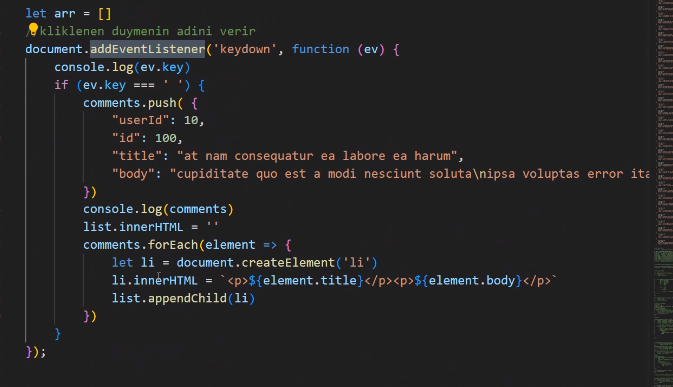 let arr = []
//kliklenen duymenin adini verir
document.addEventListener('keydown', function (ev) {
console.log(ev.key)
if (ev.key === ' ') {
comments.push( {
"userId": 10,
"id": 100,
"title": "at nam consequatur ea labore ea harum",
"body": "cupiditate quo est a modi nesciunt soluta\nipsa voluptas error ita
})
console.log(comments)
list.innerHTML = ''
comments.forEach(element => {
let li = document.createElement('li')
li.innerHTML = `<p>${element.title}</p><p>${element.body}</p>`
list.appendChild(li)
})
}
});